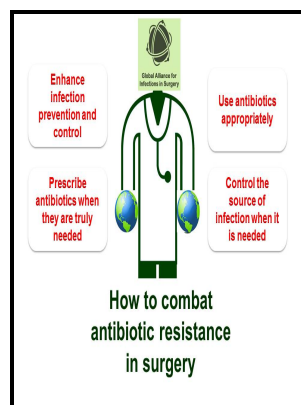 Global Alliance for
Infections in Surgery
Enhance
infection
prevention and
control
Use antibiotics
appropriately
Prescribe
antibiotics when
they are truly
needed
Control the
source of
infection when it
is needed
How to combat
antibiotic resistance
in surgery